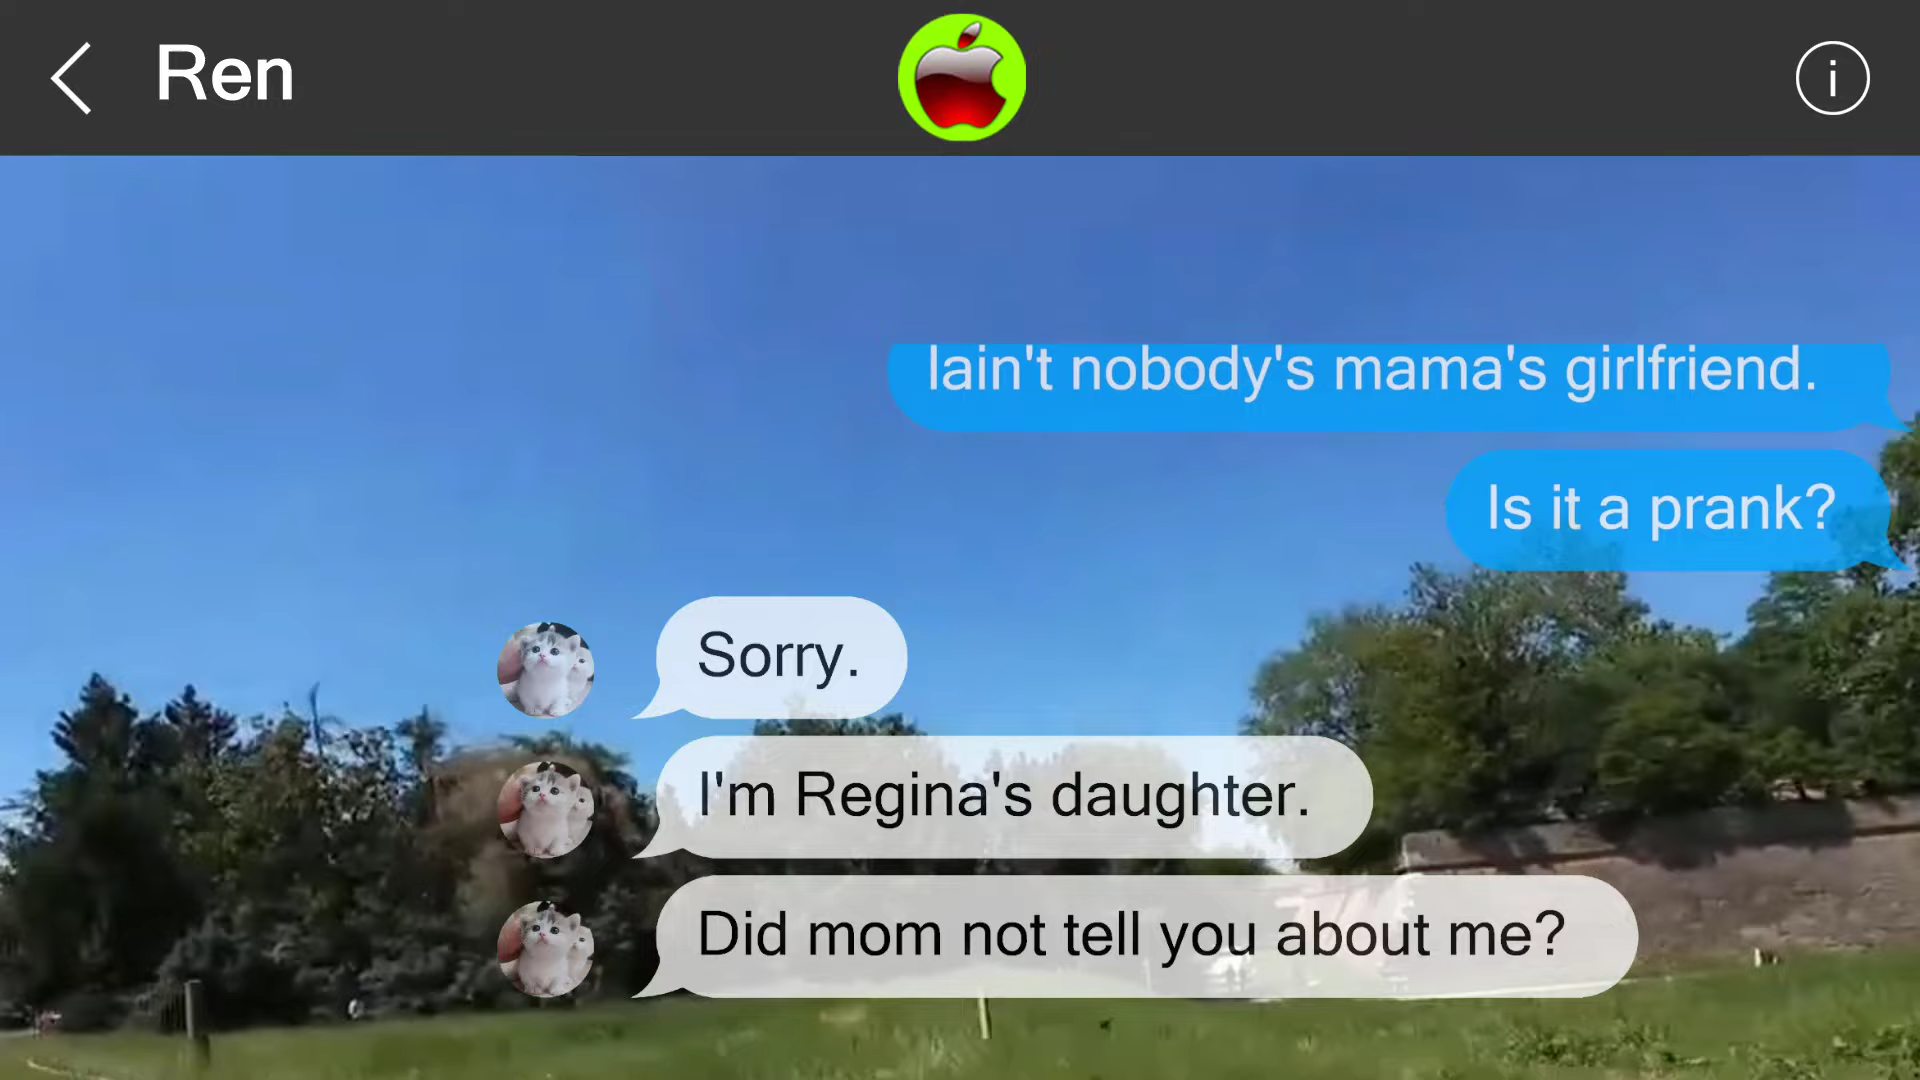 Ren
Iain't nobody's mama's girlfriend.
Is it a prank?
Sorry.
I'm Regina's daughter.
Did mom not tell you about me?